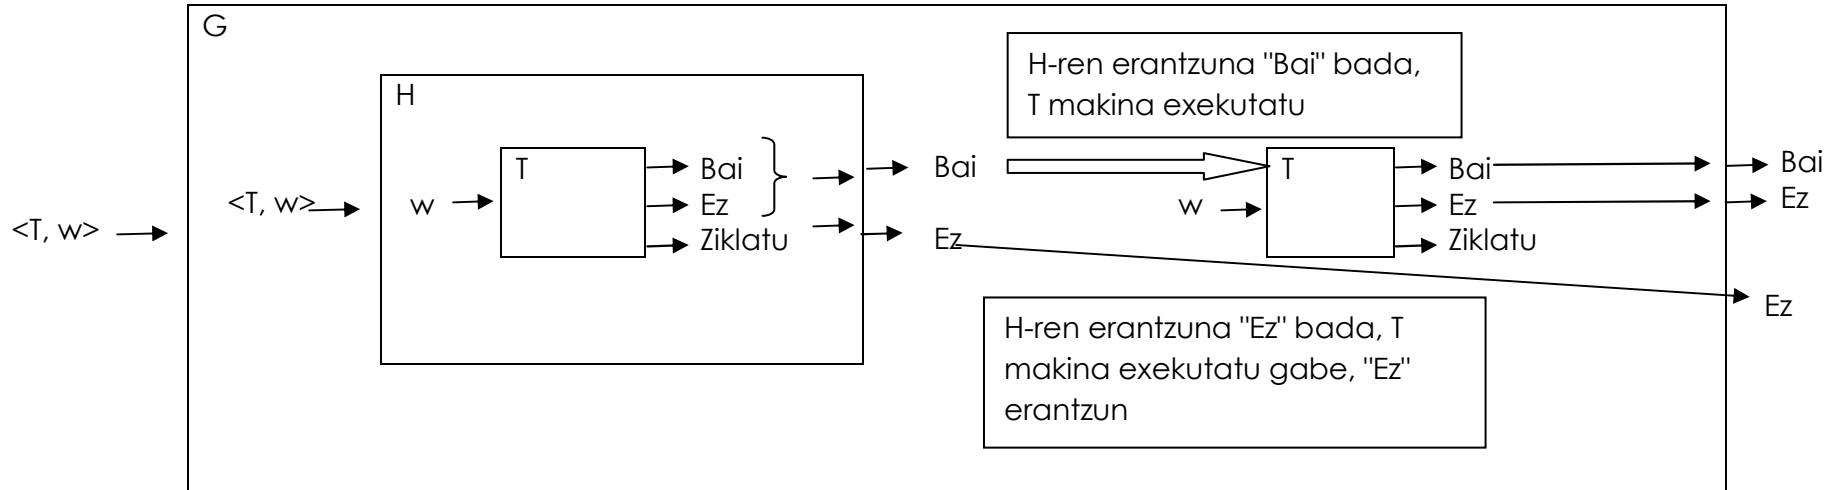 G
H-ren erantzuna "Bai" bada,
T makina exekutatu
H
T
Bai
Ez
Ziklatu
<T, w>
<T, w>
w
Bai
Ez
T
w
Bai
Ez
Ziklatu
Bai
Ez
Ez
H-ren erantzuna "Ez" bada, T
makina exekutatu gabe, "Ez"
erantzun